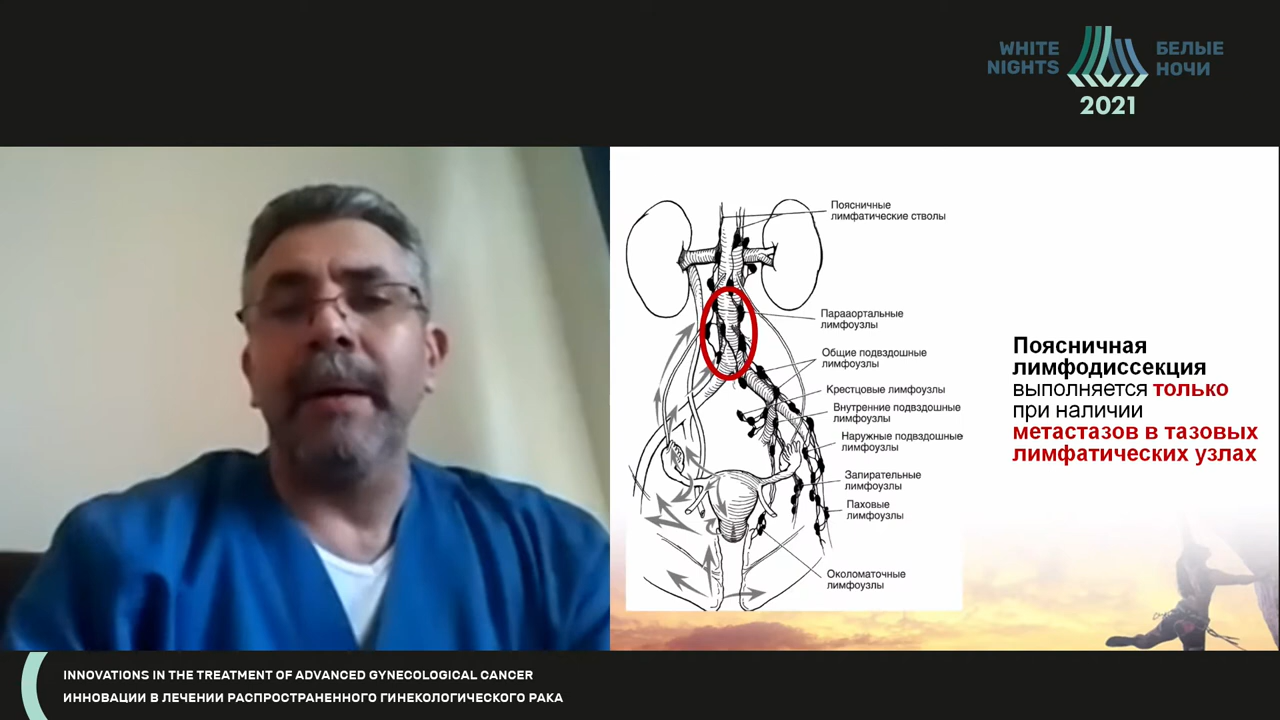 WHITE
NIGHTS
БЕЛЫЕ
НОЧИ
2021
Поясничные
лимфатические стволы
Парааортальные
лимфоузлы
Общие подвздошные
лимфоузлы
Крестцовые лимфоузлы
Внутренние подвздошные
лимфоузлы
Наружные подвздошные
лимфоузлы
Запирательные
лимфоузлы
Паховые
лимфоузлы
Околоматочные
лимфоузлы
Поясничная
лимфодиссекция
выполняется только
при наличии
метастазов в тазовых
лимфатических узлах
INNOVATIONS IN THE TREATMENT OF ADVANCED GYNECOLOGICAL CANCER
ИННОВАЦИИ В ЛЕЧЕНИИ РАСПРОСТРАНЕННОГО ГИНЕКОЛОГИЧЕСКОГО РАКА